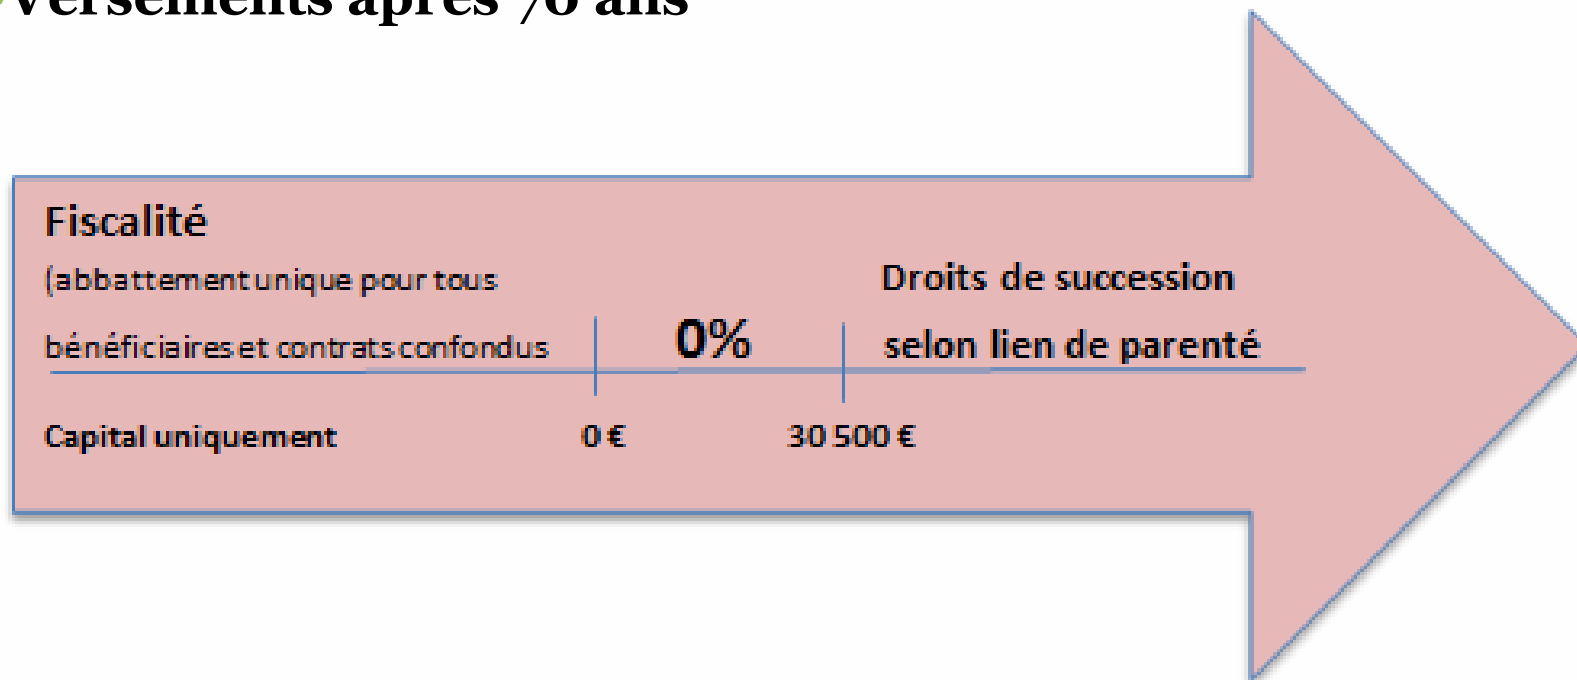 Versements après 70 ans
Fiscalité
(abbattement unique pour tous
bénéficiaires et contrats confondus
0%
Droits de succession
selon lien de parenté
Capital uniquement
0 €
30 500 €